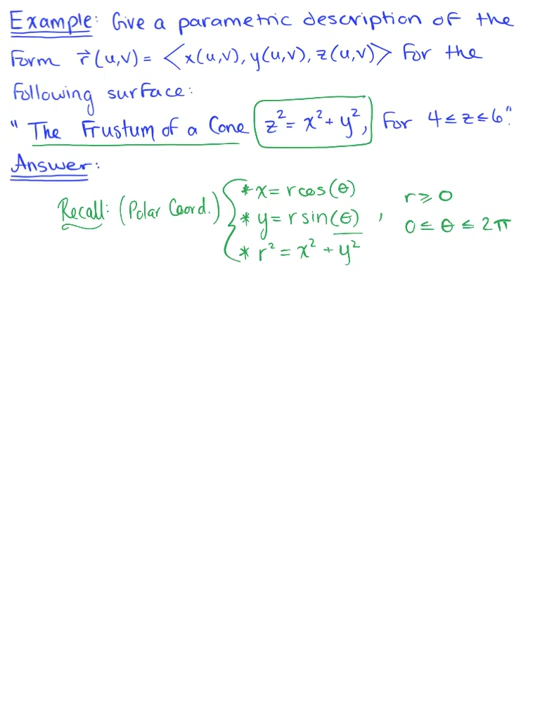 Example: Give a parametric description of the
Form r⃗(u,v) = <x(u,v), y(u,v), z(u,v)> For the
Following surface:
" The Frustum of a Cone z² = x² + y², For 4 ≤ z ≤ 6."
Answer:
Recall: (Polar Coord.) { * x = r cos(θ)
* y = r sin(θ) , r ≥ 0
0 ≤ θ ≤ 2π
* r² = x² + y²